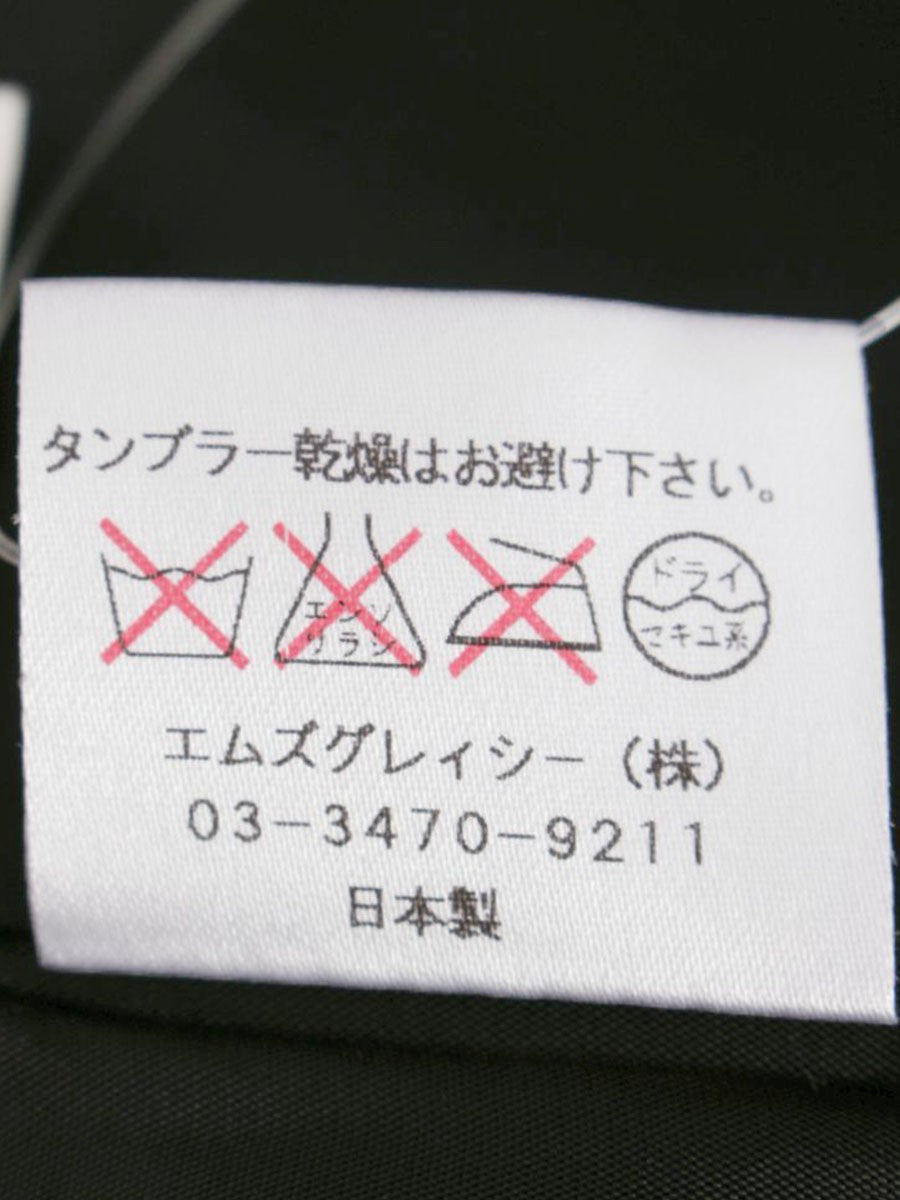 タンブラー乾燥はお避け下さい。
エンソ
サラシ
ドライ
セキユ系
エムズグレイシー（株）
03-3470-9211
日本製